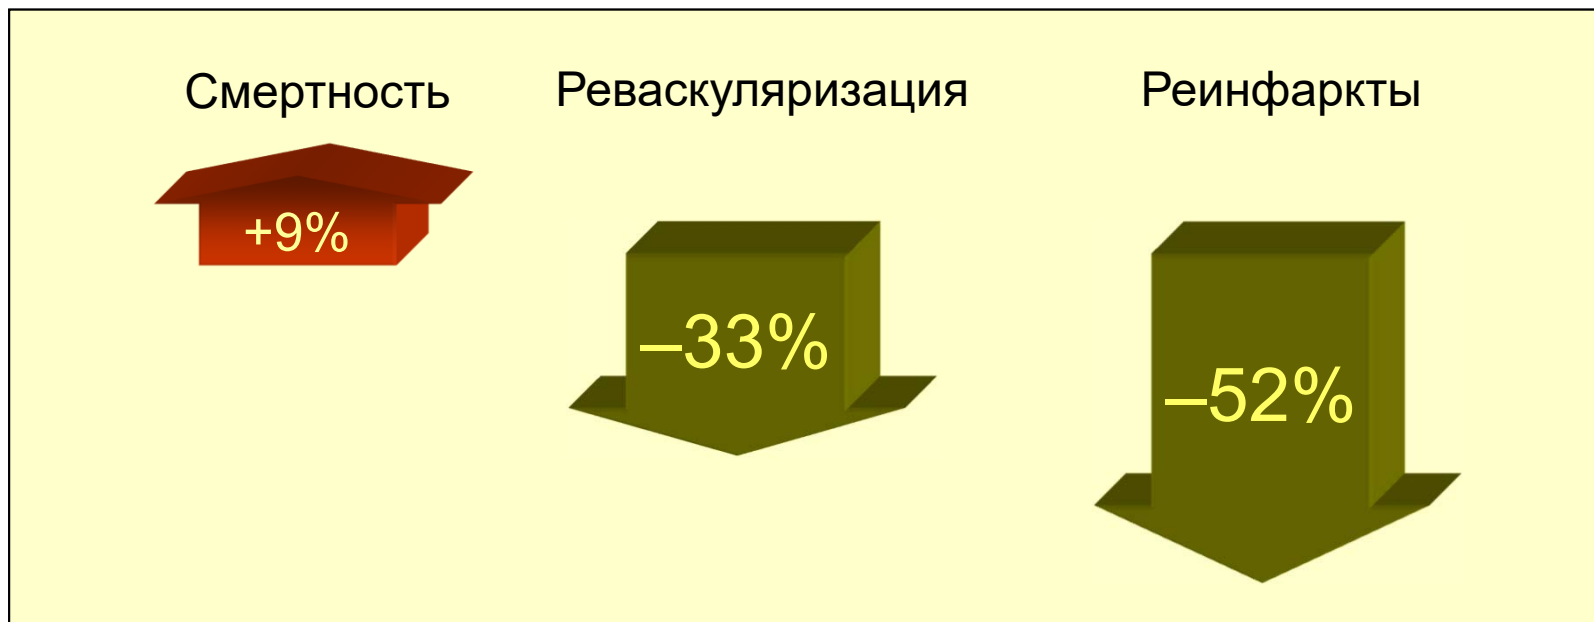 Смертность
Реваскуляризация
Реинфаркты
+9%
–33%
–52%